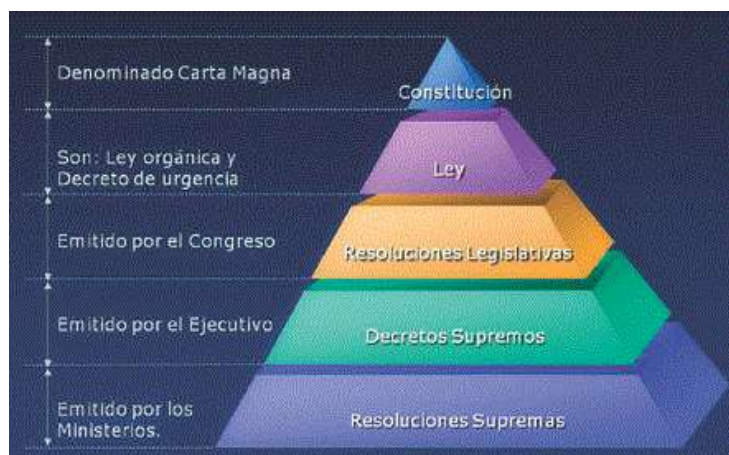 Denominado Carta Magna
Constitución
Son: Ley orgánica y
Decreto de urgencia
Ley
Emitido por el Congreso
Resoluciones Legislativas
Emitido por el Ejecutivo
Decretos Supremos
Emitido por los
Ministerios.
Resoluciones Supremas